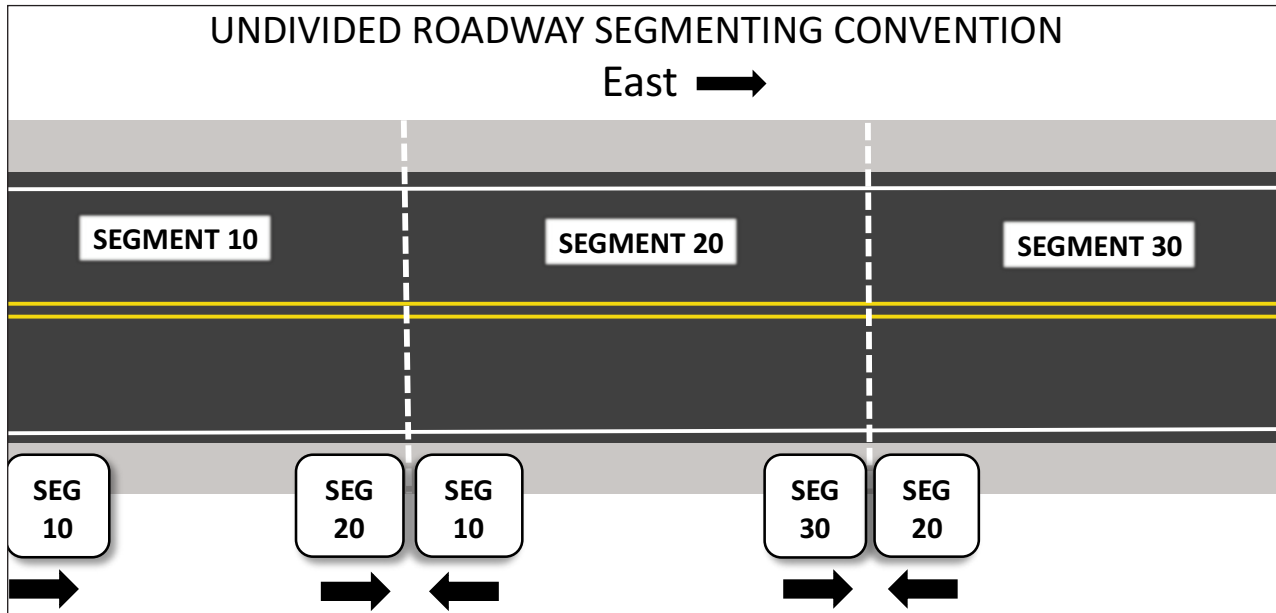 UNDIVIDED ROADWAY SEGMENTING CONVENTION
East
SEGMENT 10
SEGMENT 20
SEGMENT 30
SEG
10
SEG
20
SEG
10
SEG
30
SEG
20